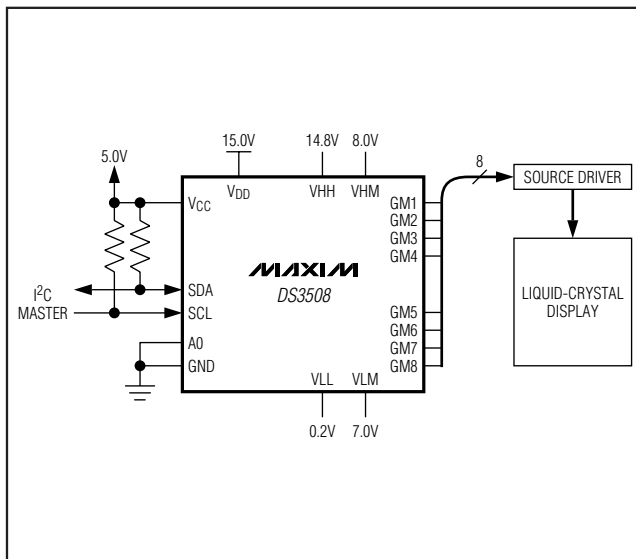 15.0V 14.8V 8.0V
5.0V
8
SOURCE DRIVER
VDD VHH VHM
VCC
GM1
GM2
GM3
GM4
MAXIM
DS3508
LIQUID-CRYSTAL
DISPLAY
I²C
MASTER
SDA
SCL
A0
GND
GM5
GM6
GM7
GM8
VLL VLM
0.2V 7.0V